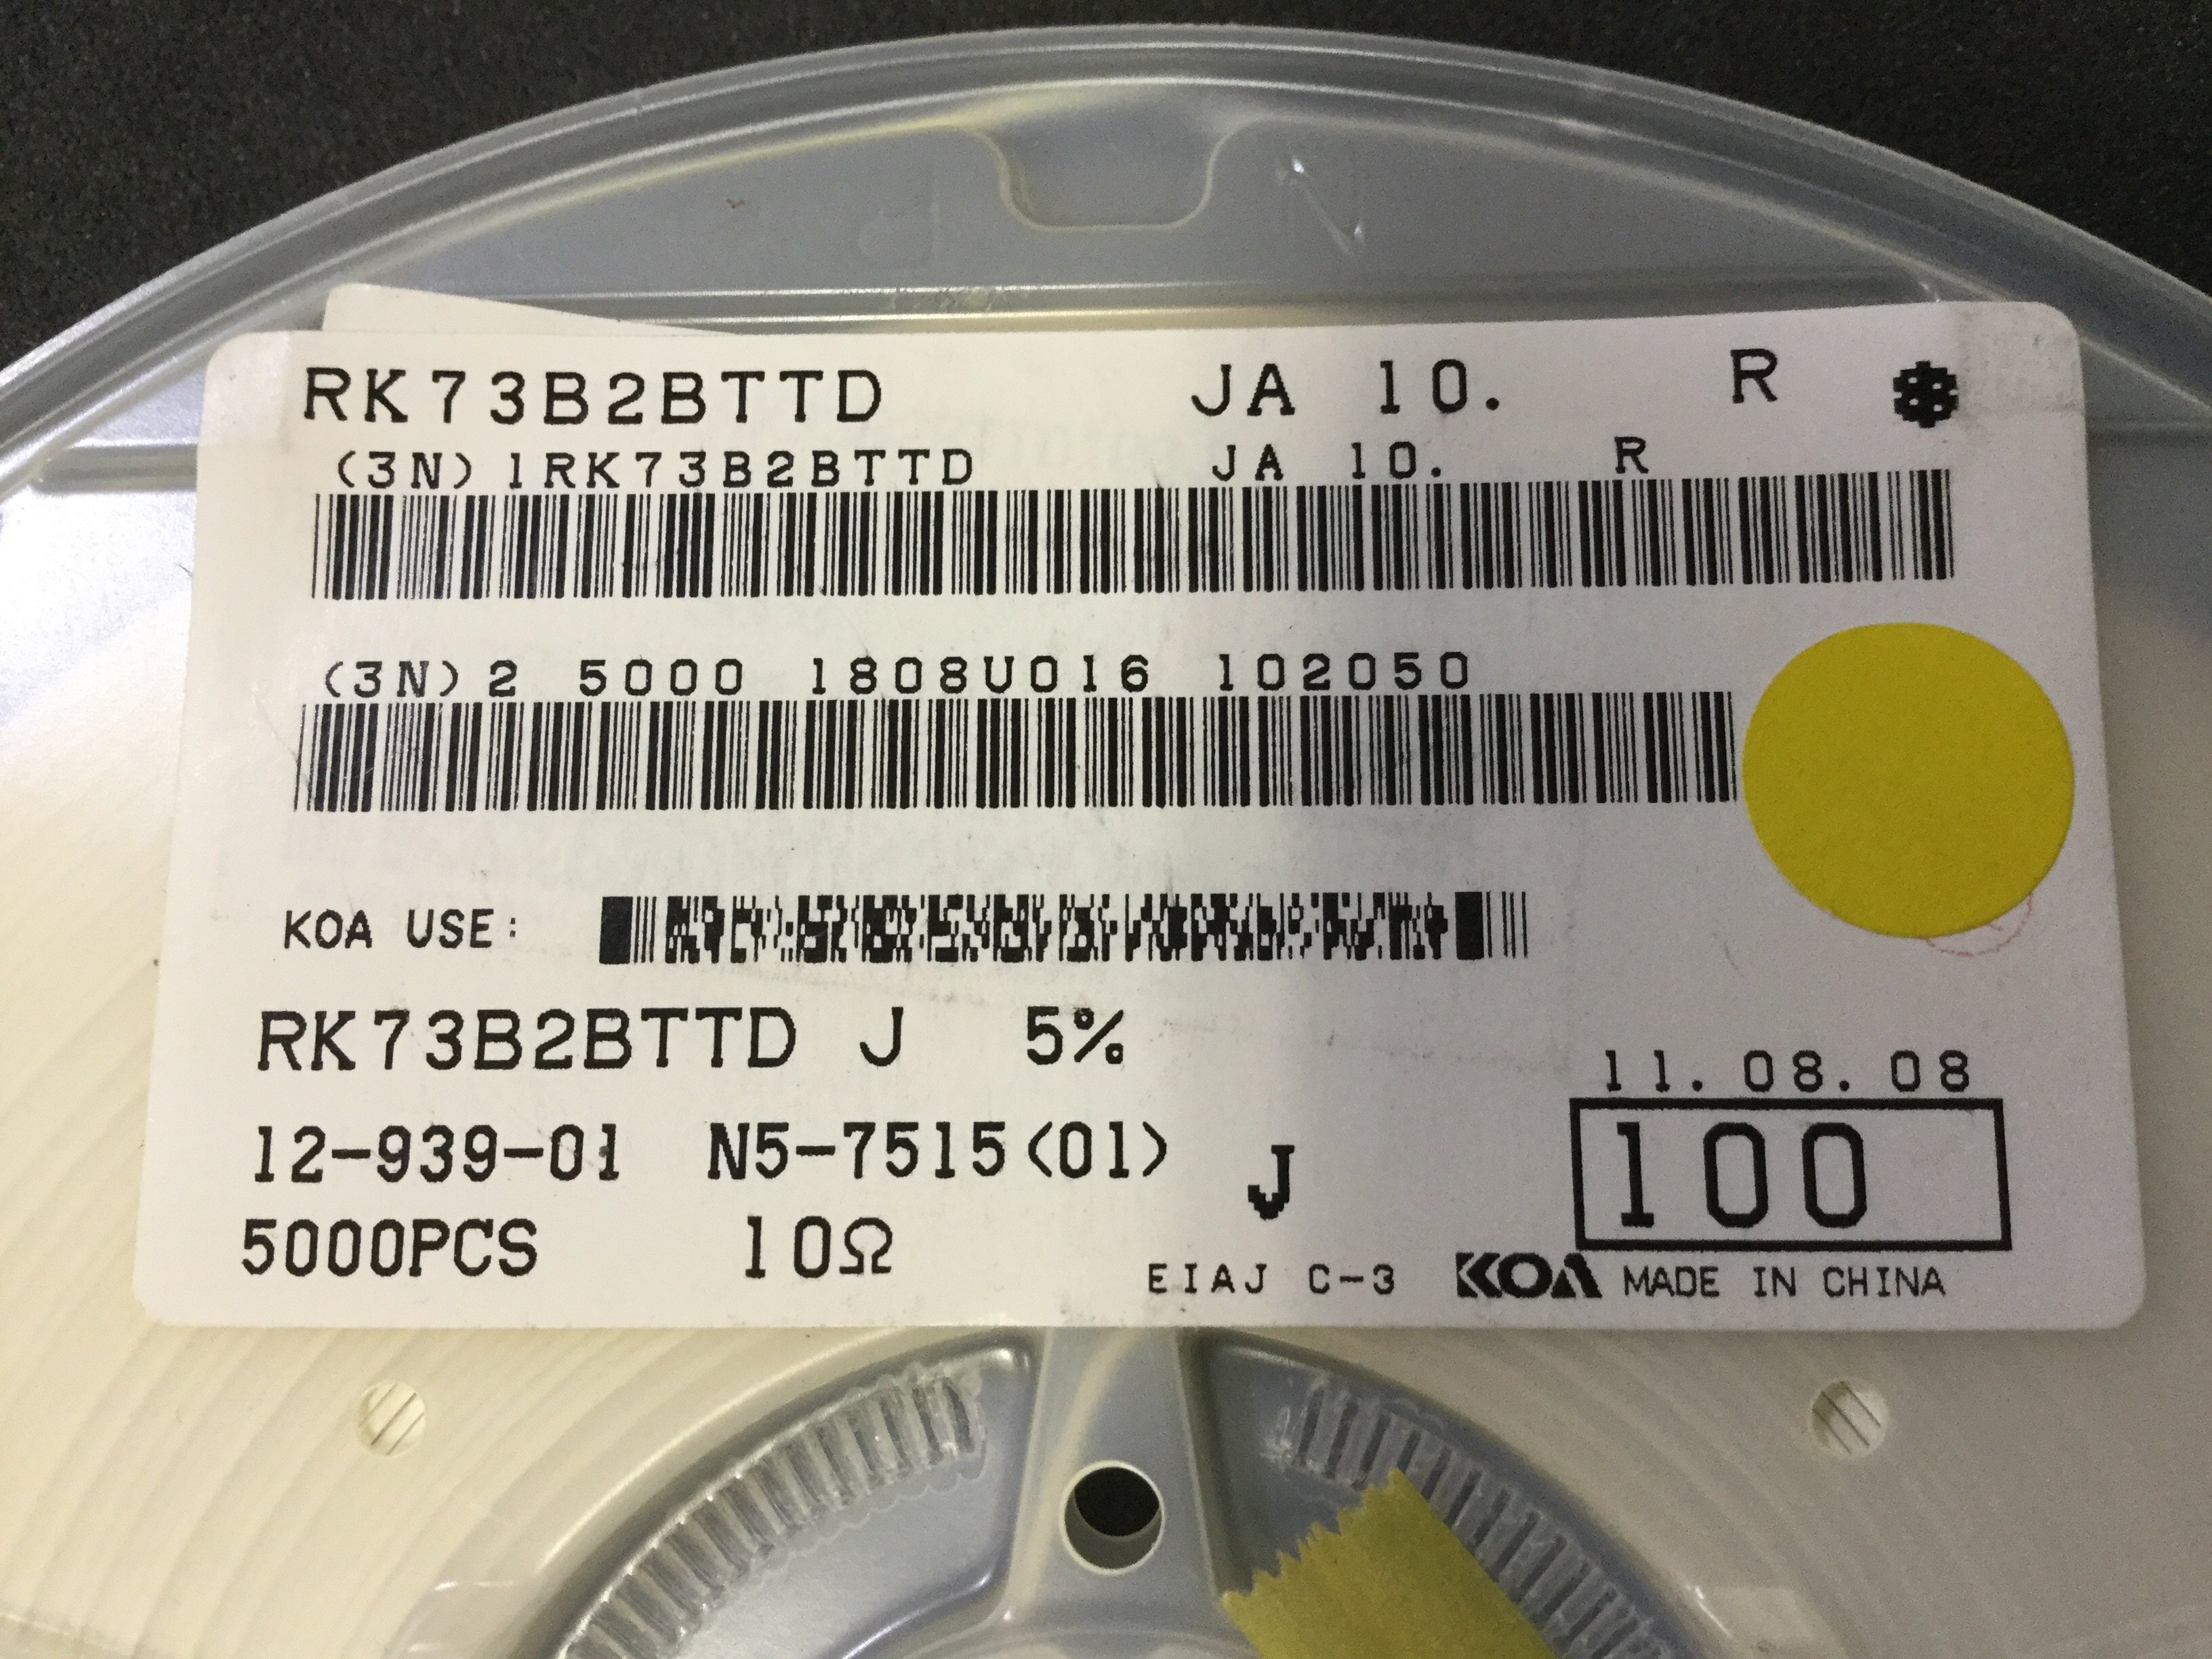 RK73B2BTTD JA 10. R ✽
(3N)1RK73B2BTTD JA 10. R
(3N)2 5000 1808U016 102050
KOA USE:
RK73B2BTTD J 5%
11.08.08
12-939-01 N5-7515(01) J 100
5000PCS 10Ω
EIAJ C-3 KOA MADE IN CHINA